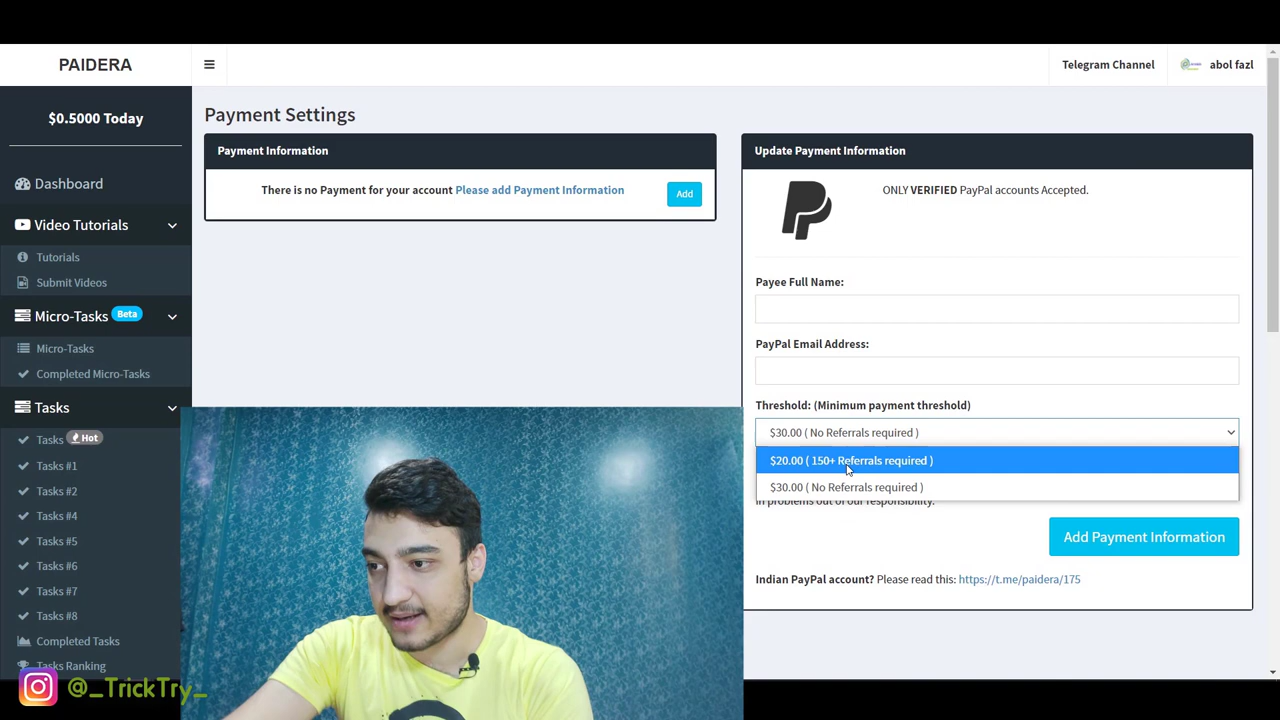 PAIDERA
Telegram Channel
abol fazl
$0.5000 Today
Dashboard
Video Tutorials
Tutorials
Submit Videos
Micro-Tasks Beta
Micro-Tasks
Completed Micro-Tasks
Tasks
Tasks Hot
Tasks #1
Tasks #2
Tasks #4
Tasks #5
Tasks #6
Tasks #7
Tasks #8
Completed Tasks
Tasks Ranking
Payment Settings
Payment Information
There is no Payment for your account Please add Payment Information
Add
Update Payment Information
ONLY VERIFIED PayPal accounts Accepted.
Payee Full Name:
PayPal Email Address:
Threshold: (Minimum payment threshold)
$30.00 ( No Referrals required )
$20.00 ( 150+ Referrals required )
$30.00 ( No Referrals required )
in problems out of our responsibility.
Add Payment Information
Indian PayPal account? Please read this: https://t.me/paidera/175
@_TrickTry_